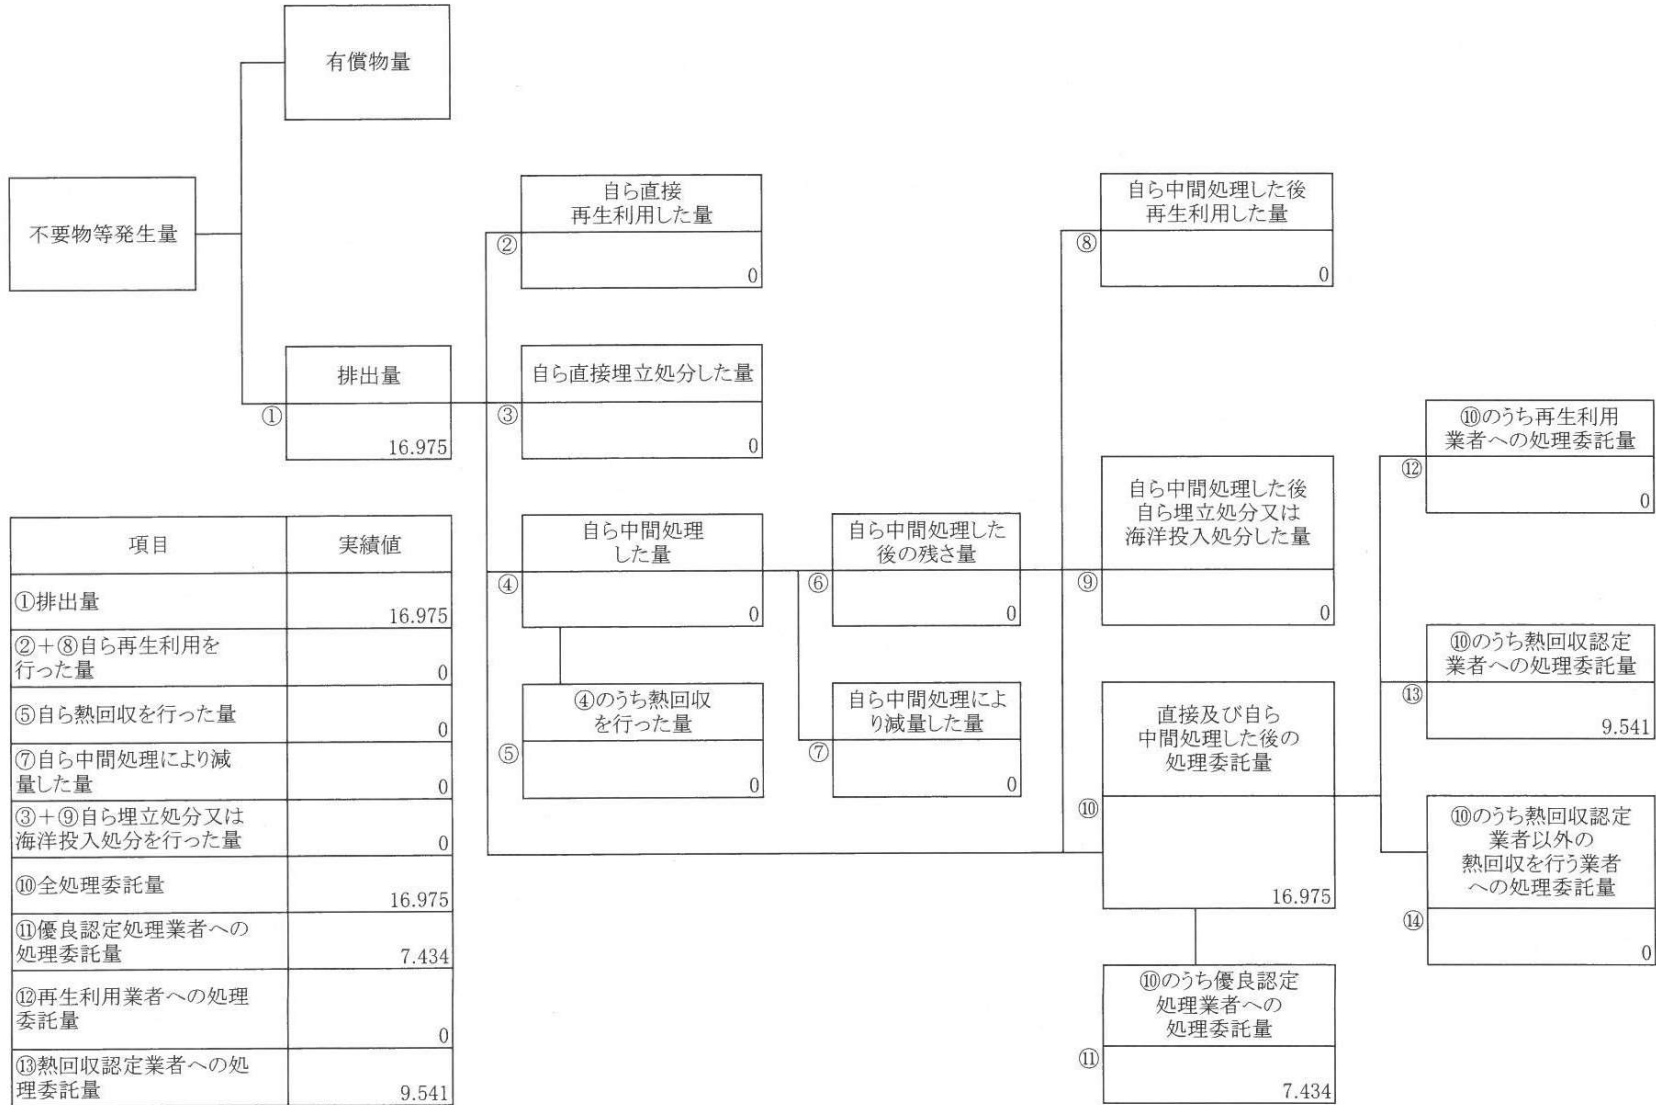 有償物量
不要物等発生量
排出量
①
16.975
自ら直接
再生利用した量
②
0
自ら直接埋立処分した量
③
0
自ら中間処理
した量
④
0
④のうち熱回収
を行った量
⑤
0
自ら中間処理した
後の残さ量
⑥
0
自ら中間処理によ
り減量した量
⑦
0
自ら中間処理した後
再生利用した量
⑧
0
自ら中間処理した後
自ら埋立処分又は
海洋投入処分した量
⑨
0
直接及び自ら
中間処理した後の
処理委託量
⑩
16.975
⑩のうち優良認定
処理業者への
処理委託量
⑪
7.434
⑩のうち再生利用
業者への処理委託量
⑫
0
⑩のうち熱回収認定
業者への処理委託量
⑬
9.541
⑩のうち熱回収認定
業者以外の
熱回収を行う業者
への処理委託量
⑭
0
項目 実績値
①排出量 16.975
②+⑧自ら再生利用を
行った量 0
⑤自ら熱回収を行った量 0
⑦自ら中間処理により減
量した量 0
③+⑨自ら埋立処分又は
海洋投入処分を行った量 0
⑩全処理委託量 16.975
⑪優良認定処理業者への
処理委託量 7.434
⑫再生利用業者への処理
委託量 0
⑬熱回収認定業者への処
理委託量 9.541